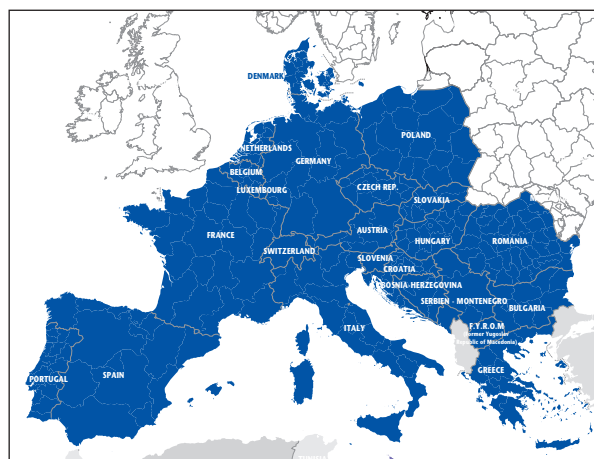 DENMARK
NETHERLANDS
POLAND
GERMANY
BELGIUM
LUXEMBOURG
CZECH REP.
SLOVAKIA
FRANCE
AUSTRIA
HUNGARY
ROMANIA
SWITZERLAND
SLOVENIA
CROATIA
BOSNIA-HERZEGOVINA
SERBIEN - MONTENEGRO
BULGARIA
ITALY
F.Y.R.O.M
(Former Yugoslav
Republic of Macedonia)
GREECE
PORTUGAL
SPAIN